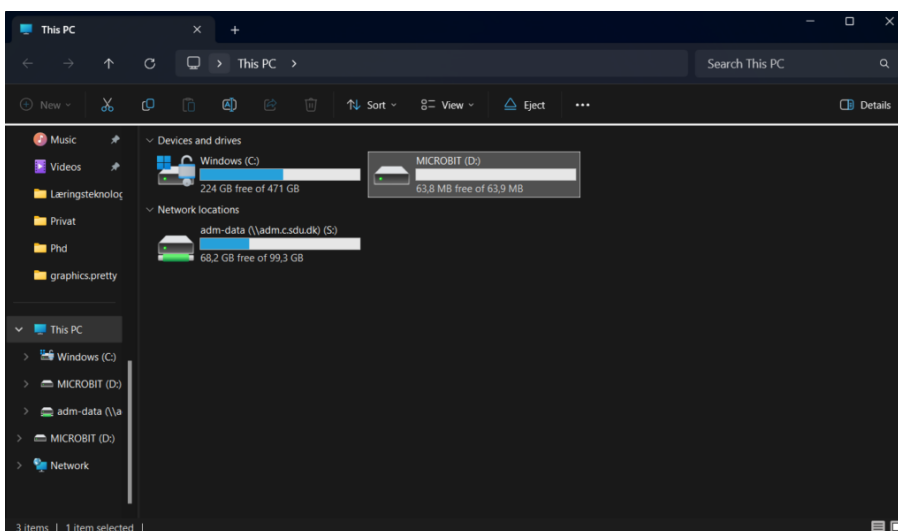 This PC
This PC
Search This PC
New
Sort
View
Eject
Details
Music
Videos
Læringsteknolog
Privat
Phd
graphics.pretty
This PC
Windows (C:)
MICROBIT (D:)
adm-data (\\a
MICROBIT (D:)
Network
Devices and drives
Windows (C:)
224 GB free of 471 GB
MICROBIT (D:)
63,8 MB free of 63,9 MB
Network locations
adm-data (\\adm.c.sdu.dk) (S:)
68,2 GB free of 99,3 GB
3 items | 1 item selected |